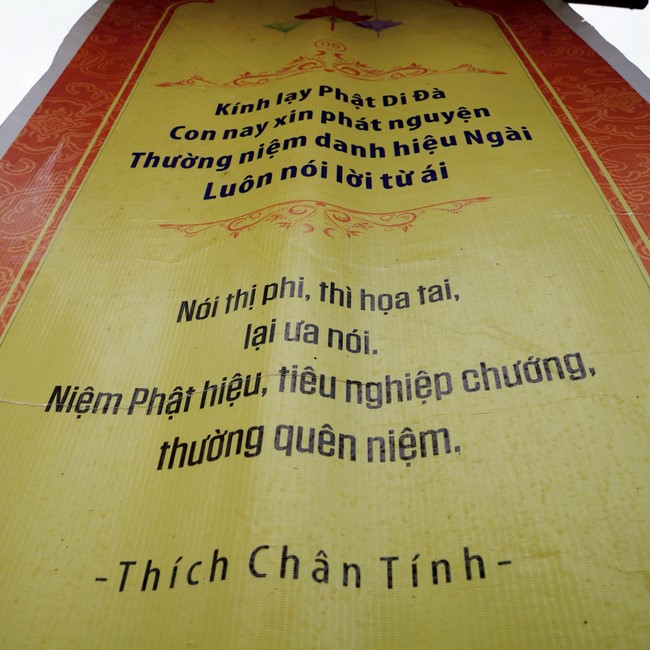 Kính lạy Phật Di Đà
Con nay xin phát nguyện
Thường niệm danh hiệu Ngài
Luôn nói lời từ ái
Nói thị phi, thì họa tai,
lại ưa nói.
Niệm Phật hiệu, tiêu nghiệp chướng,
thường quên niệm.
-Thích Chân Tính-